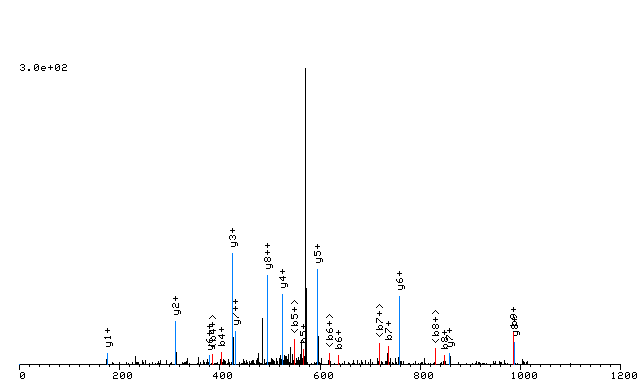 3.0e+02
y1+
y2+
y3+
y7++
y8++
y4+
<b5+>
y5+
<b6+>
b6+
<b7+>
b7+
y6+
<b8+>
b8+
y7+
b4+
0
200
400
600
800
1000
1200